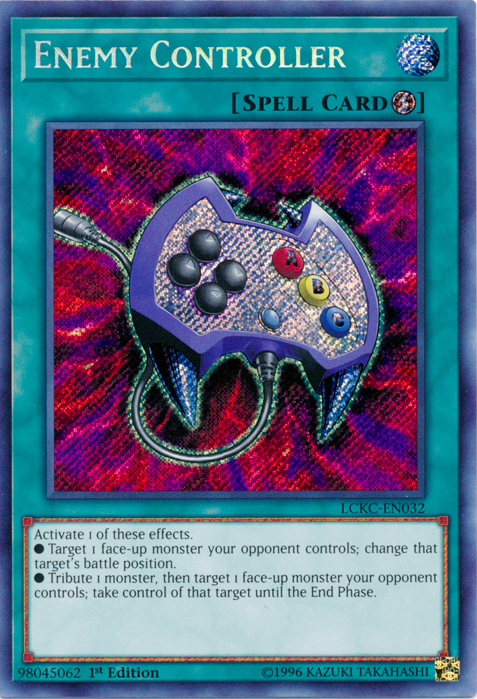 ENEMY CONTROLLER
[SPELL CARD]
A
B
C
LCKC-EN032
Activate 1 of these effects.
● Target 1 face-up monster your opponent controls; change that
target's battle position.
● Tribute 1 monster, then target 1 face-up monster your opponent
controls; take control of that target until the End Phase.
98045062 1st Edition ©1996 KAZUKI TAKAHASHI